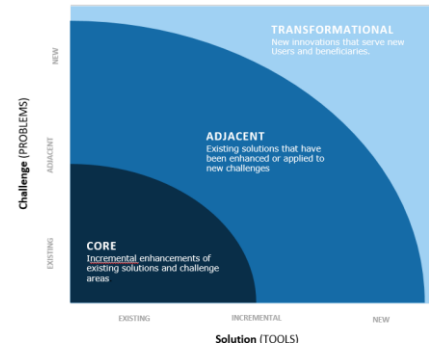 TRANSFORMATIONAL
New innovations that serve new
Users and beneficiaries.
NEW
ADJACENT
Existing solutions that have
been enhanced or applied to
new challenges
Challenge (PROBLEMS)
ADJACENT
CORE
Incremental enhancements of
existing solutions and challenge
areas
EXISTING
EXISTING
INCREMENTAL
NEW
Solution (TOOLS)